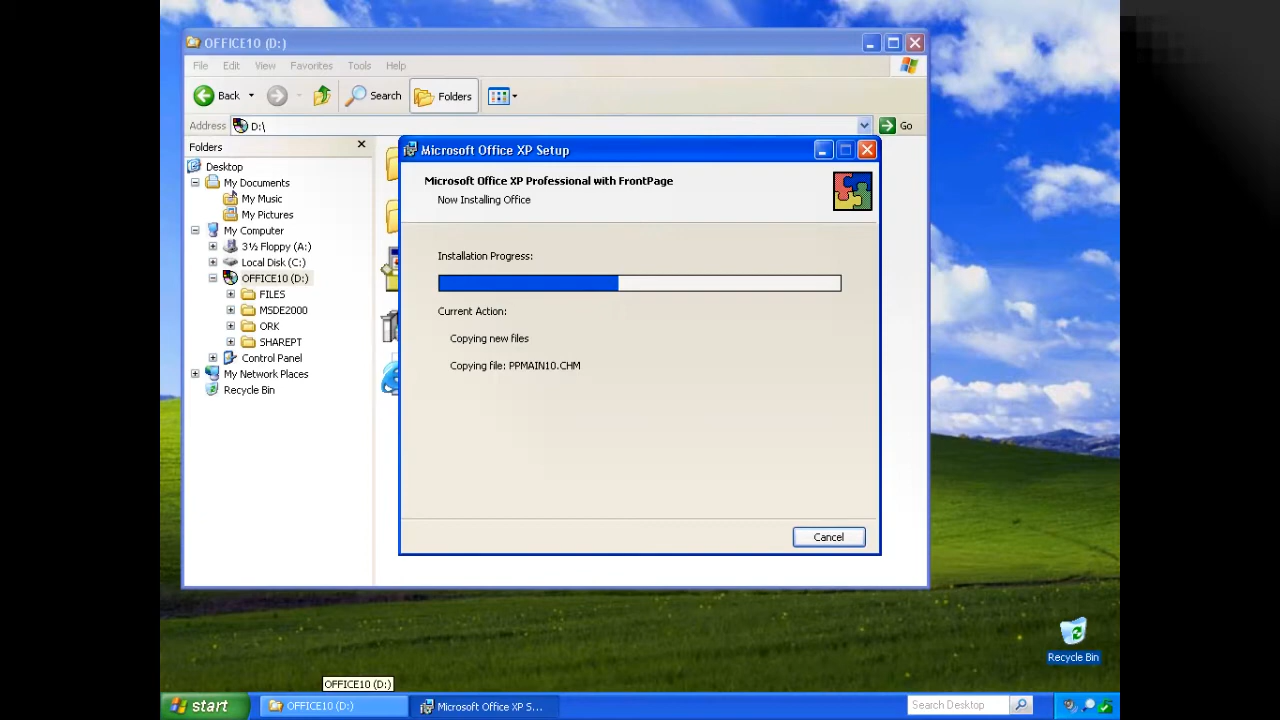 OFFICE10 (D:)
File Edit View Favorites Tools Help
Back Search Folders
Address D:\ Go
Folders
Desktop
My Documents
My Music
My Pictures
My Computer
3½ Floppy (A:)
Local Disk (C:)
OFFICE10 (D:)
FILES
MSDE2000
ORK
SHAREPT
Control Panel
My Network Places
Recycle Bin
Microsoft Office XP Setup
Microsoft Office XP Professional with FrontPage
Now Installing Office
Installation Progress:
Current Action:
Copying new files
Copying file: PPMAIN10.CHM
Cancel
Recycle Bin
OFFICE10 (D:)
start OFFICE10 (D:) Microsoft Office XP S... Search Desktop